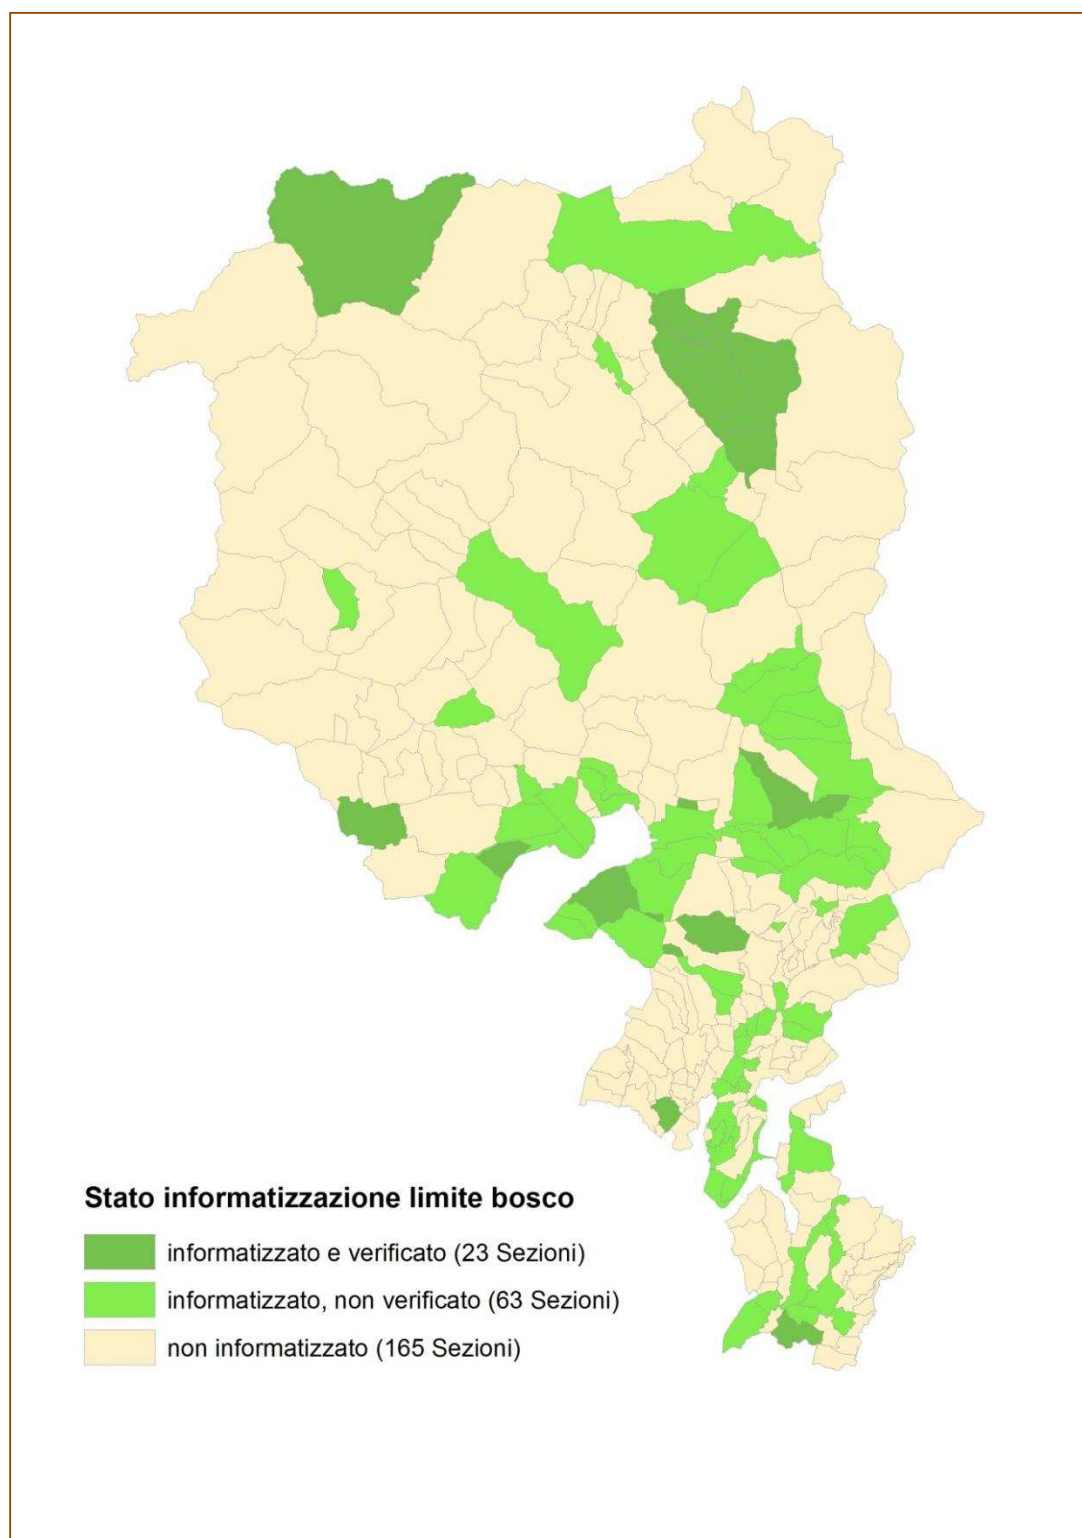 Stato informatizzazione limite bosco
informatizzato e verificato (23 Sezioni)
informatizzato, non verificato (63 Sezioni)
non informatizzato (165 Sezioni)